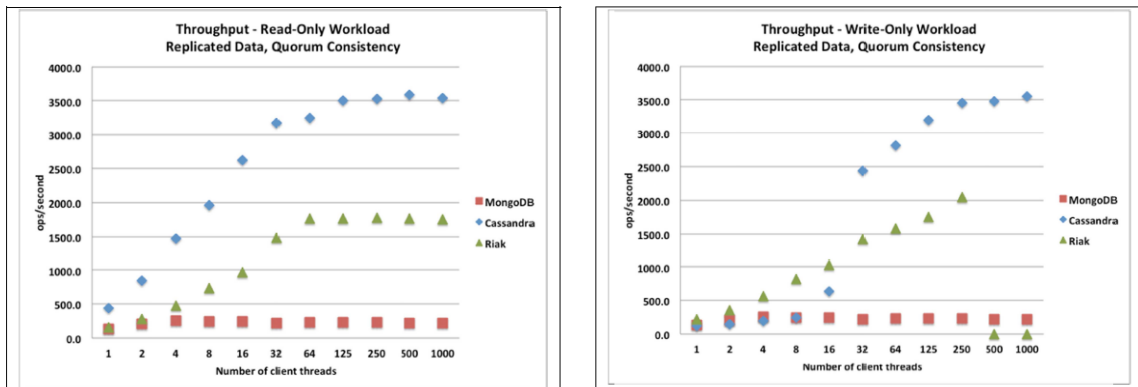 Throughput - Read-Only Workload
Replicated Data, Quorum Consistency
4000.0
3500.0
3000.0
2500.0
2000.0
1500.0
1000.0
500.0
0.0
ops/second
1 2 4 8 16 32 64 125 250 500 1000
Number of client threads
MongoDB
Cassandra
Riak
Throughput - Write-Only Workload
Replicated Data, Quorum Consistency
4000.0
3500.0
3000.0
2500.0
2000.0
1500.0
1000.0
500.0
0.0
ops/second
1 2 4 8 16 32 64 125 250 500 1000
Number of client threads
MongoDB
Cassandra
Riak